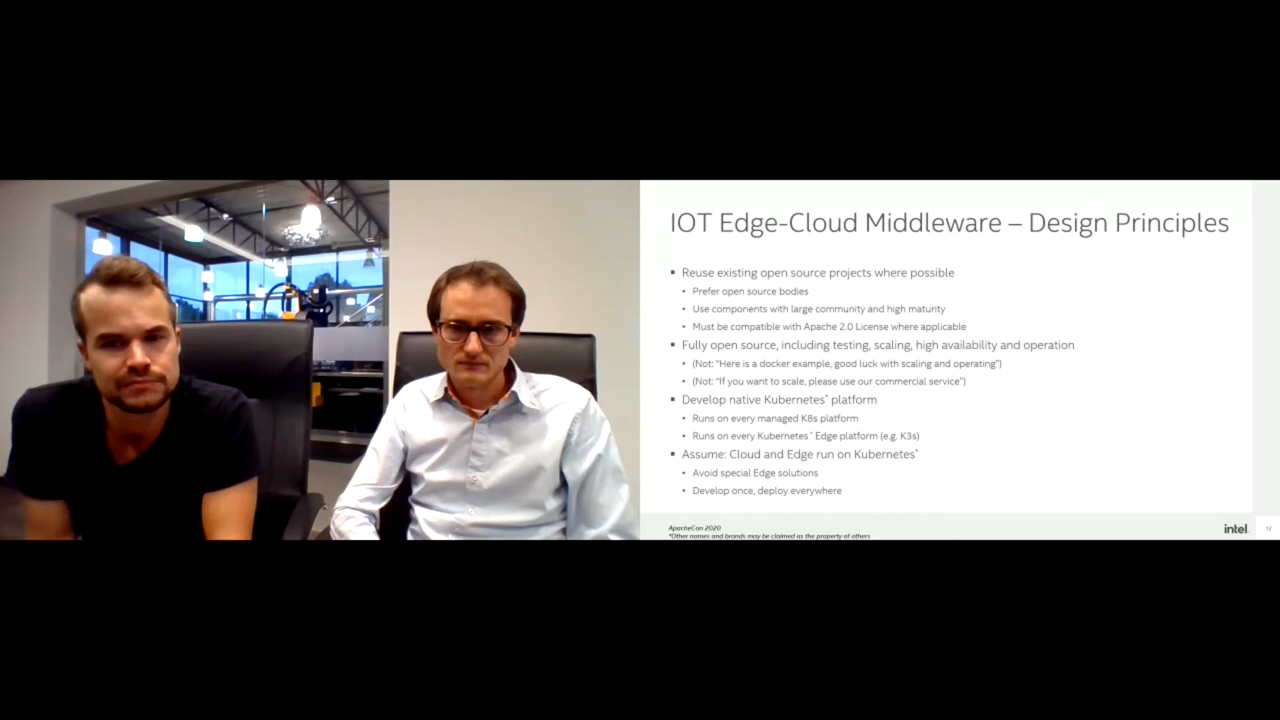 IOT Edge-Cloud Middleware – Design Principles
▪ Reuse existing open source projects where possible
• Prefer open source bodies
• Use components with large community and high maturity
• Must be compatible with Apache 2.0 License where applicable
▪ Fully open source, including testing, scaling, high availability and operation
• (Not: “Here is a docker example, good luck with scaling and operating”)
• (Not: “If you want to scale, please use our commercial service”)
▪ Develop native Kubernetes* platform
• Runs on every managed K8s platform
• Runs on every Kubernetes* Edge platform (e.g. K3s)
▪ Assume: Cloud and Edge run on Kubernetes*
• Avoid special Edge solutions
• Develop once, deploy everywhere
ApacheCon 2020
*Other names and brands may be claimed as the property of others
intel.
12